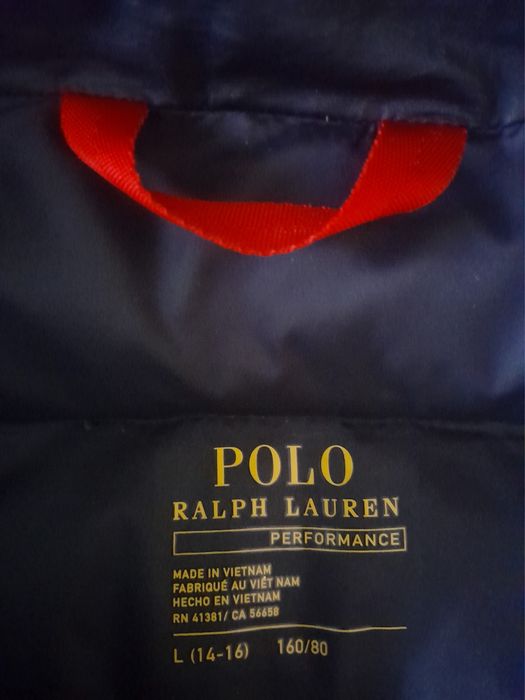 POLO
RALPH LAUREN
PERFORMANCE
MADE IN VIETNAM
FABRIQUÉ AU VIÊT NAM
HECHO EN VIETNAM
RN 41381/ CA 56658
L (14-16) 160/80